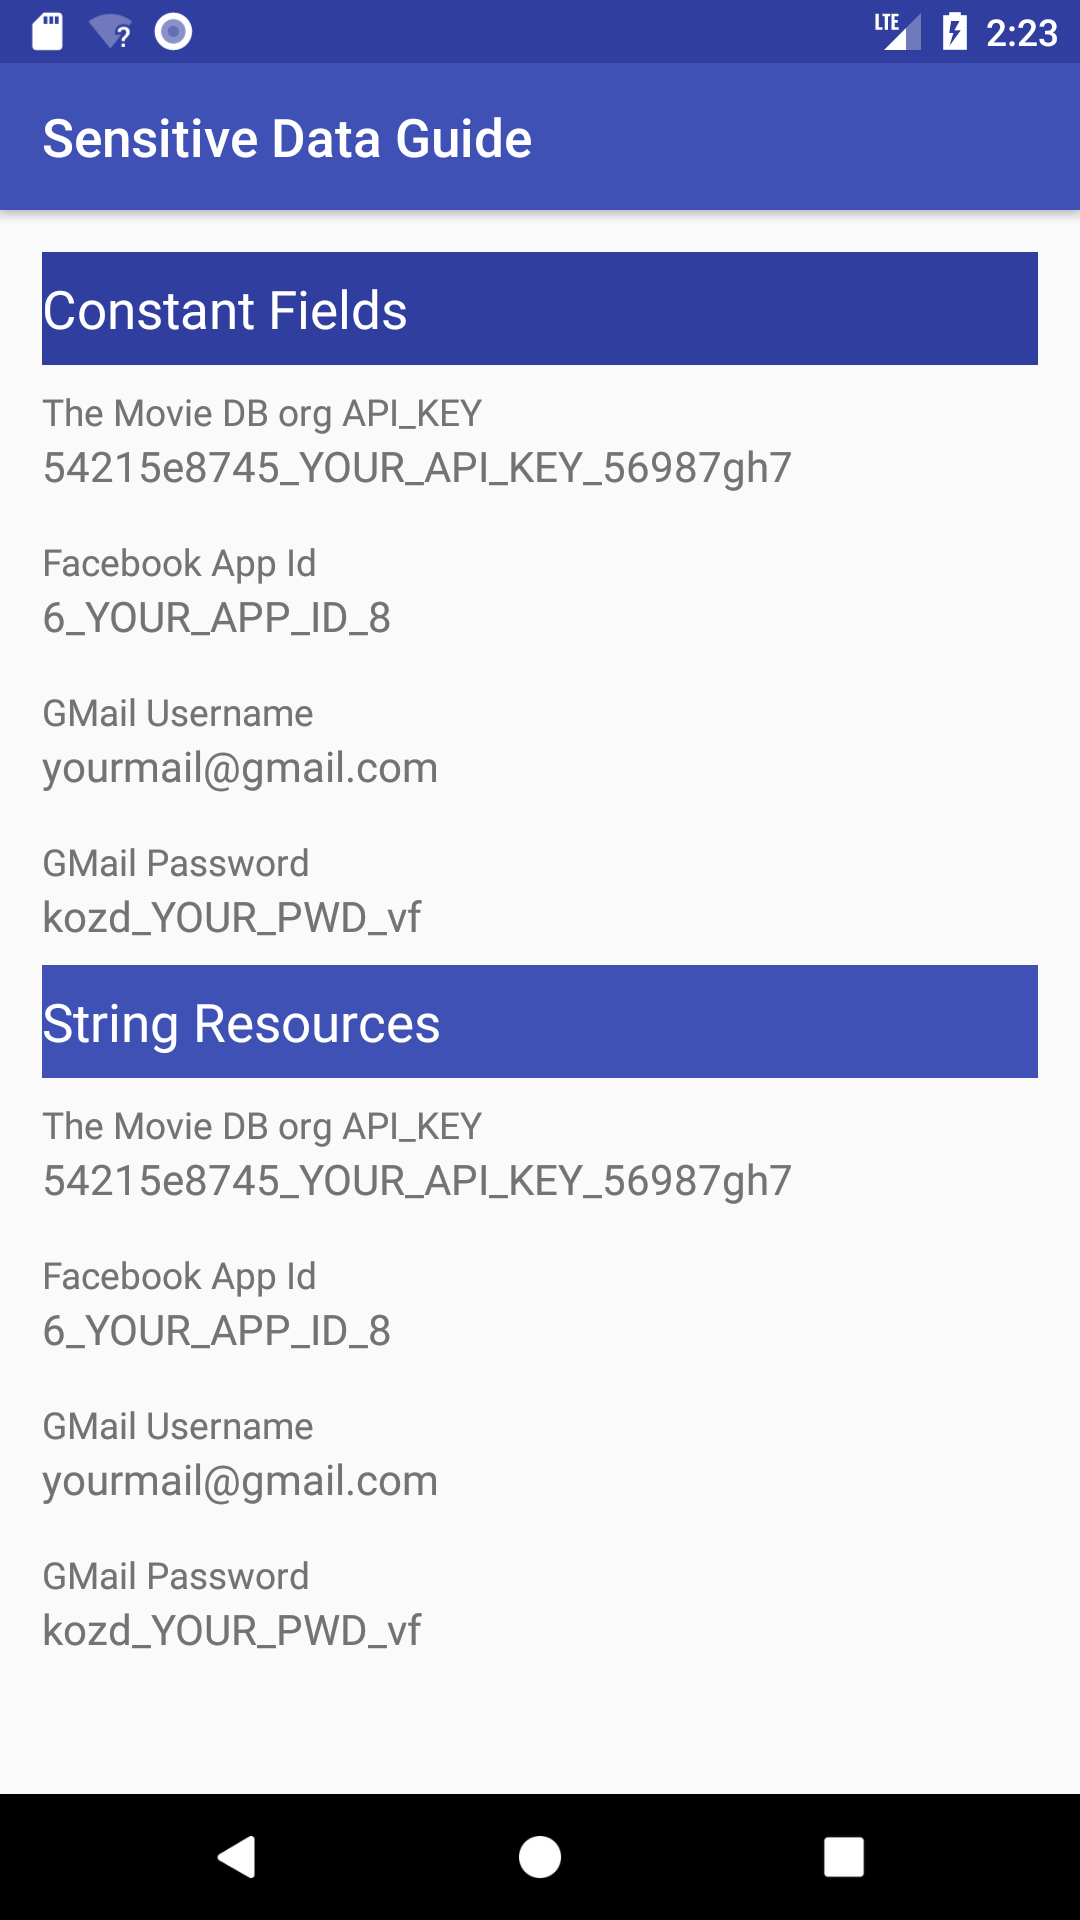 LTE 2:23
Sensitive Data Guide
Constant Fields
The Movie DB org API_KEY
54215e8745_YOUR_API_KEY_56987gh7
Facebook App Id
6_YOUR_APP_ID_8
GMail Username
yourmail@gmail.com
GMail Password
kozd_YOUR_PWD_vf
String Resources
The Movie DB org API_KEY
54215e8745_YOUR_API_KEY_56987gh7
Facebook App Id
6_YOUR_APP_ID_8
GMail Username
yourmail@gmail.com
GMail Password
kozd_YOUR_PWD_vf